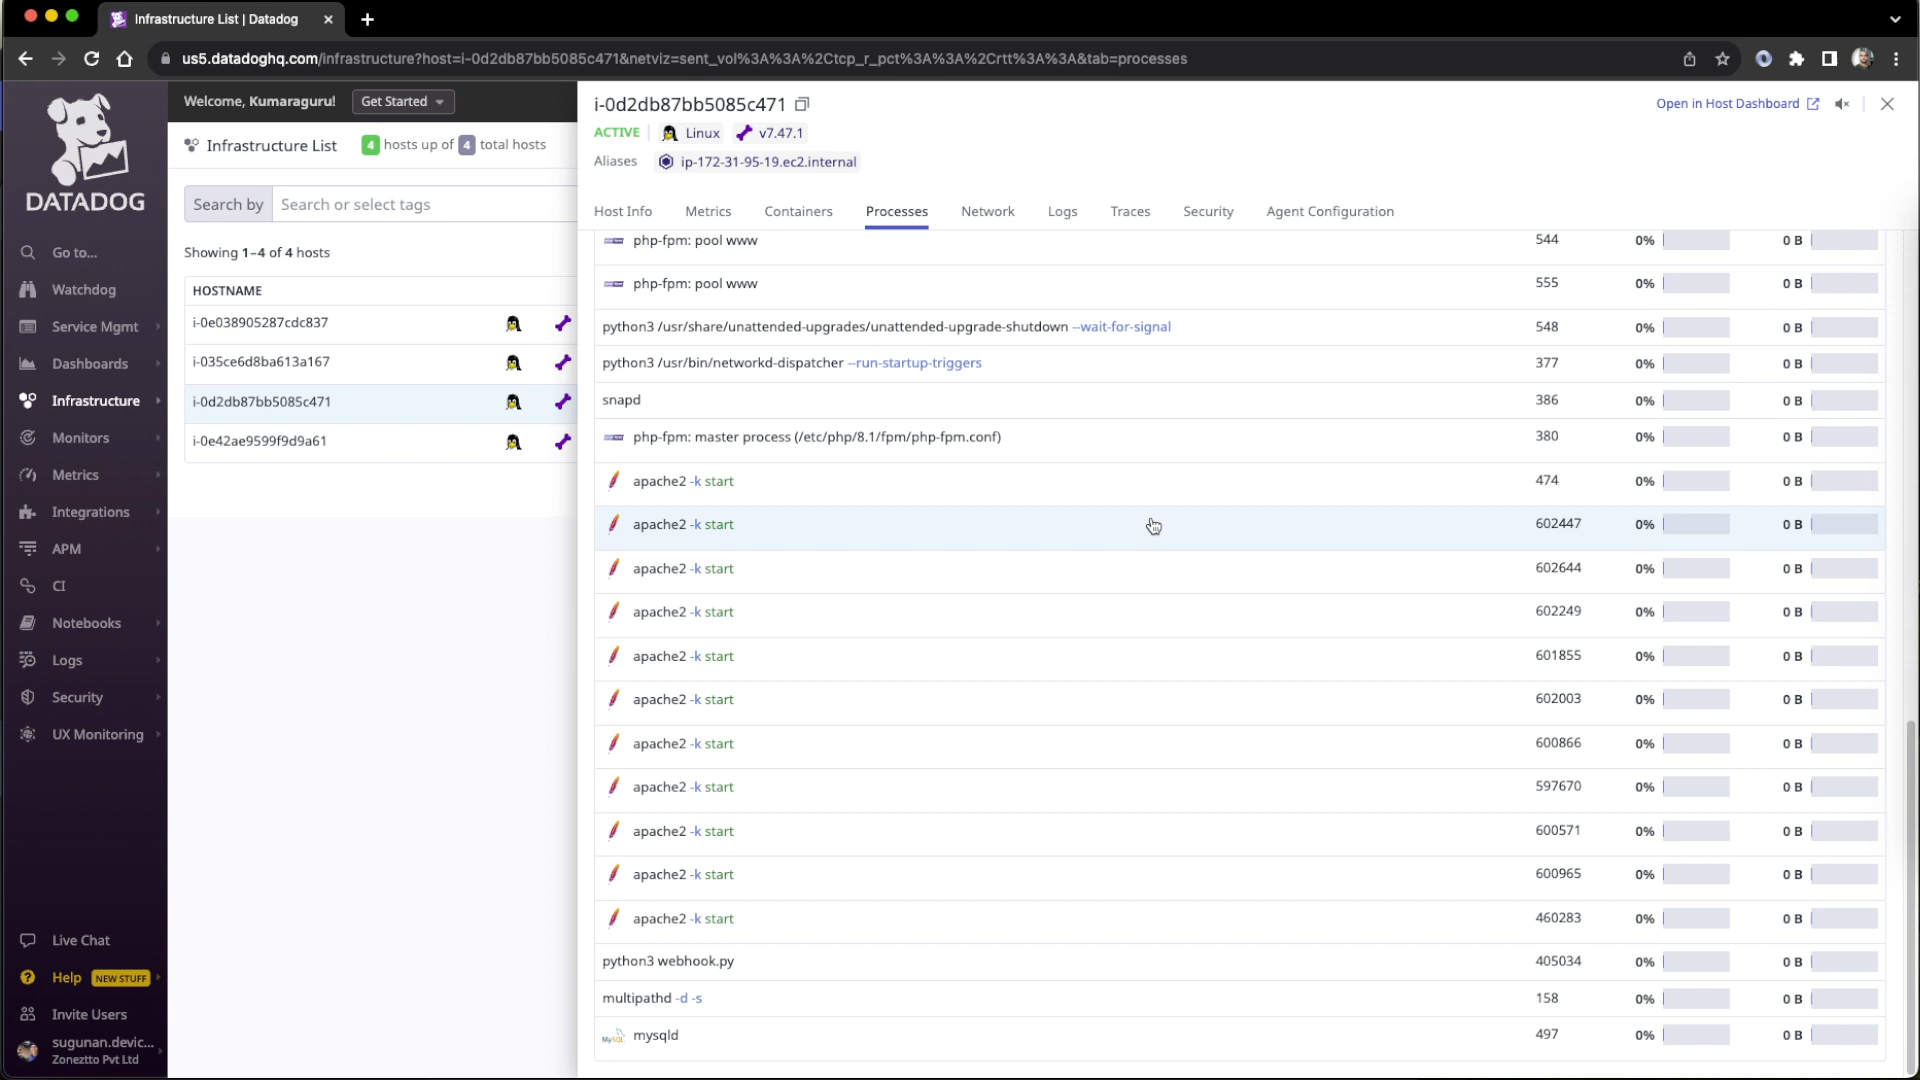 Infrastructure List | Datadog
us5.datadoghq.com/infrastructure?host=i-0d2db87bb5085c471&netviz=sent_vol%3A%3A%2Ctcp_r_pct%3A%3A%2Crtt%3A%3A&tab=processes
DATADOG
Go to...
Watchdog
Service Mgmt
Dashboards
Infrastructure
Monitors
Metrics
Integrations
APM
CI
Notebooks
Logs
Security
UX Monitoring
Live Chat
Help NEW STUFF
Invite Users
sugunan.devic...
Zoneztto Pvt Ltd
Welcome, Kumaraguru! Get Started
Infrastructure List 4 hosts up of 4 total hosts
Search by Search or select tags
Showing 1–4 of 4 hosts
HOSTNAME
i-0e038905287cdc837
i-035ce6d8ba613a167
i-0d2db87bb5085c471
i-0e42ae9599f9d9a61
i-0d2db87bb5085c471 Open in Host Dashboard
ACTIVE Linux v7.47.1
Aliases ip-172-31-95-19.ec2.internal
Host Info Metrics Containers Processes Network Logs Traces Security Agent Configuration
php-fpm: pool www 544 0% 0 B
php-fpm: pool www 555 0% 0 B
python3 /usr/share/unattended-upgrades/unattended-upgrade-shutdown --wait-for-signal 548 0% 0 B
python3 /usr/bin/networkd-dispatcher --run-startup-triggers 377 0% 0 B
snapd 386 0% 0 B
php-fpm: master process (/etc/php/8.1/fpm/php-fpm.conf) 380 0% 0 B
apache2 -k start 474 0% 0 B
apache2 -k start 602447 0% 0 B
apache2 -k start 602644 0% 0 B
apache2 -k start 602249 0% 0 B
apache2 -k start 601855 0% 0 B
apache2 -k start 602003 0% 0 B
apache2 -k start 600866 0% 0 B
apache2 -k start 597670 0% 0 B
apache2 -k start 600571 0% 0 B
apache2 -k start 600965 0% 0 B
apache2 -k start 460283 0% 0 B
python3 webhook.py 405034 0% 0 B
multipathd -d -s 158 0% 0 B
MySQL mysqld 497 0% 0 B